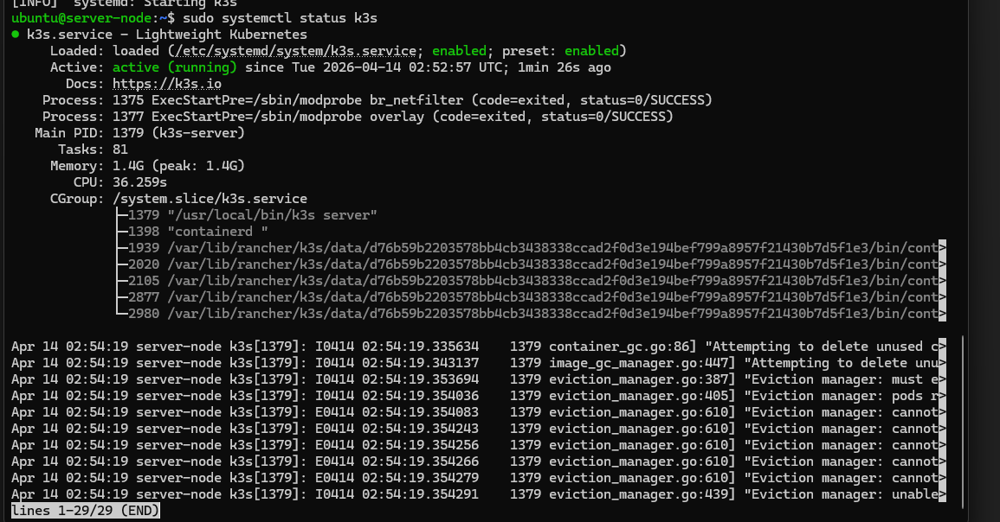 [INFO]  systemd: Starting k3s
ubuntu@server-node:~$ sudo systemctl status k3s
● k3s.service - Lightweight Kubernetes
     Loaded: loaded (/etc/systemd/system/k3s.service; enabled; preset: enabled)
     Active: active (running) since Tue 2026-04-14 02:52:57 UTC; 1min 26s ago
       Docs: https://k3s.io
    Process: 1375 ExecStartPre=/sbin/modprobe br_netfilter (code=exited, status=0/SUCCESS)
    Process: 1377 ExecStartPre=/sbin/modprobe overlay (code=exited, status=0/SUCCESS)
   Main PID: 1379 (k3s-server)
      Tasks: 81
     Memory: 1.4G (peak: 1.4G)
        CPU: 36.259s
     CGroup: /system.slice/k3s.service
             ├─1379 "/usr/local/bin/k3s server"
             ├─1398 "containerd "
             ├─1939 /var/lib/rancher/k3s/data/d76b59b2203578bb4cb3438338ccad2f0d3e194bef799a8957f21430b7d5f1e3/bin/cont>
             ├─2020 /var/lib/rancher/k3s/data/d76b59b2203578bb4cb3438338ccad2f0d3e194bef799a8957f21430b7d5f1e3/bin/cont>
             ├─2105 /var/lib/rancher/k3s/data/d76b59b2203578bb4cb3438338ccad2f0d3e194bef799a8957f21430b7d5f1e3/bin/cont>
             ├─2877 /var/lib/rancher/k3s/data/d76b59b2203578bb4cb3438338ccad2f0d3e194bef799a8957f21430b7d5f1e3/bin/cont>
             └─2980 /var/lib/rancher/k3s/data/d76b59b2203578bb4cb3438338ccad2f0d3e194bef799a8957f21430b7d5f1e3/bin/cont>

Apr 14 02:54:19 server-node k3s[1379]: I0414 02:54:19.335634    1379 container_gc.go:86] "Attempting to delete unused c>
Apr 14 02:54:19 server-node k3s[1379]: I0414 02:54:19.343137    1379 image_gc_manager.go:447] "Attempting to delete unu>
Apr 14 02:54:19 server-node k3s[1379]: I0414 02:54:19.353694    1379 eviction_manager.go:387] "Eviction manager: must e>
Apr 14 02:54:19 server-node k3s[1379]: I0414 02:54:19.354036    1379 eviction_manager.go:405] "Eviction manager: pods r>
Apr 14 02:54:19 server-node k3s[1379]: E0414 02:54:19.354083    1379 eviction_manager.go:610] "Eviction manager: cannot>
Apr 14 02:54:19 server-node k3s[1379]: E0414 02:54:19.354243    1379 eviction_manager.go:610] "Eviction manager: cannot>
Apr 14 02:54:19 server-node k3s[1379]: E0414 02:54:19.354256    1379 eviction_manager.go:610] "Eviction manager: cannot>
Apr 14 02:54:19 server-node k3s[1379]: E0414 02:54:19.354266    1379 eviction_manager.go:610] "Eviction manager: cannot>
Apr 14 02:54:19 server-node k3s[1379]: E0414 02:54:19.354279    1379 eviction_manager.go:610] "Eviction manager: cannot>
Apr 14 02:54:19 server-node k3s[1379]: I0414 02:54:19.354291    1379 eviction_manager.go:439] "Eviction manager: unable>
lines 1-29/29 (END)